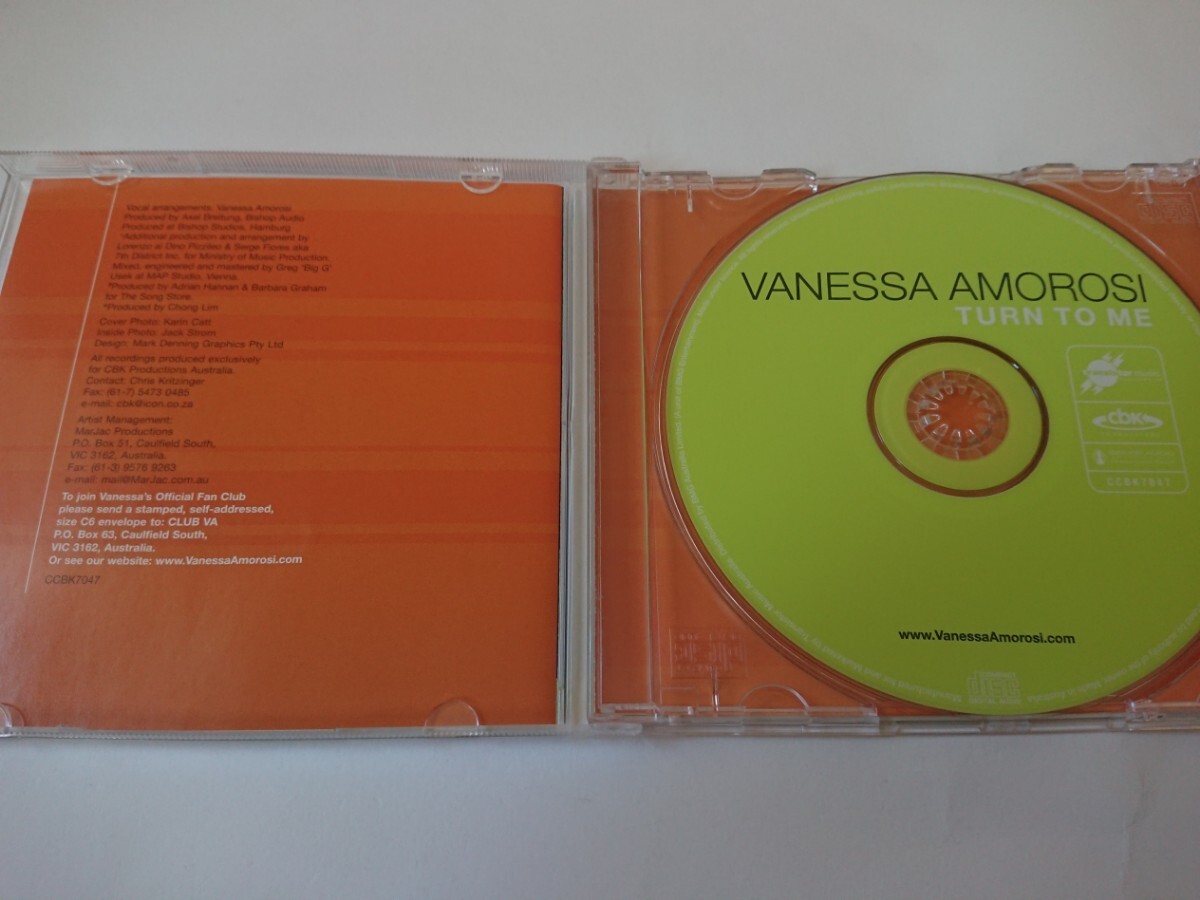 Vocal arrangements: Vanessa Amorosi
Produced by Axel Breitung, Bishop Audio
Produced at Bishop Studios, Hamburg
Additional production and arrangement by
Lorenzo al Dino Pizzileo & Serge Flores aka
7th District Inc. for Ministry of Music Production.
Mixed, engineered and mastered by Greg 'Big G'
at MAP Studio, Vienna.
*Produced by Adrian Hannan & Barbara Graham
for The Song Store,
*Produced by Chong Lim
Cover Photo: Karin Catt
Inside Photo: Jack Strom
Design: Mark Denning Graphics Pty Ltd
All recordings produced exclusively
for CBK Productions Australia.
Contact: Chris Kritzinger
Fax: (61-7) 5473 0485
e-mail: cbk@icon.co.za
Artist Management:
MarJac Productions
P.O. Box 51, Caulfield South,
VIC 3162, Australia.
Fax: (61-3) 9576 9263
e-mail: mail@MarJac.com.au
To join Vanessa's Official Fan Club
please send a stamped, self-addressed,
size C6 envelope to: CLUB VA
P.O. Box 63, Caulfield South,
VIC 3162, Australia.
Or see our website: www.VanessaAmorosi.com
CCBK7047
VANESSA AMOROSI
TURN TO ME
cbk
CCBK7047
www.VanessaAmorosi.com